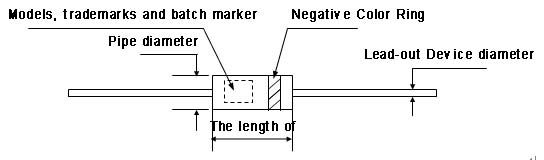 Models, trademarks and batch marker
Negative Color Ring
Pipe diameter
Lead-out Device diameter
The length of